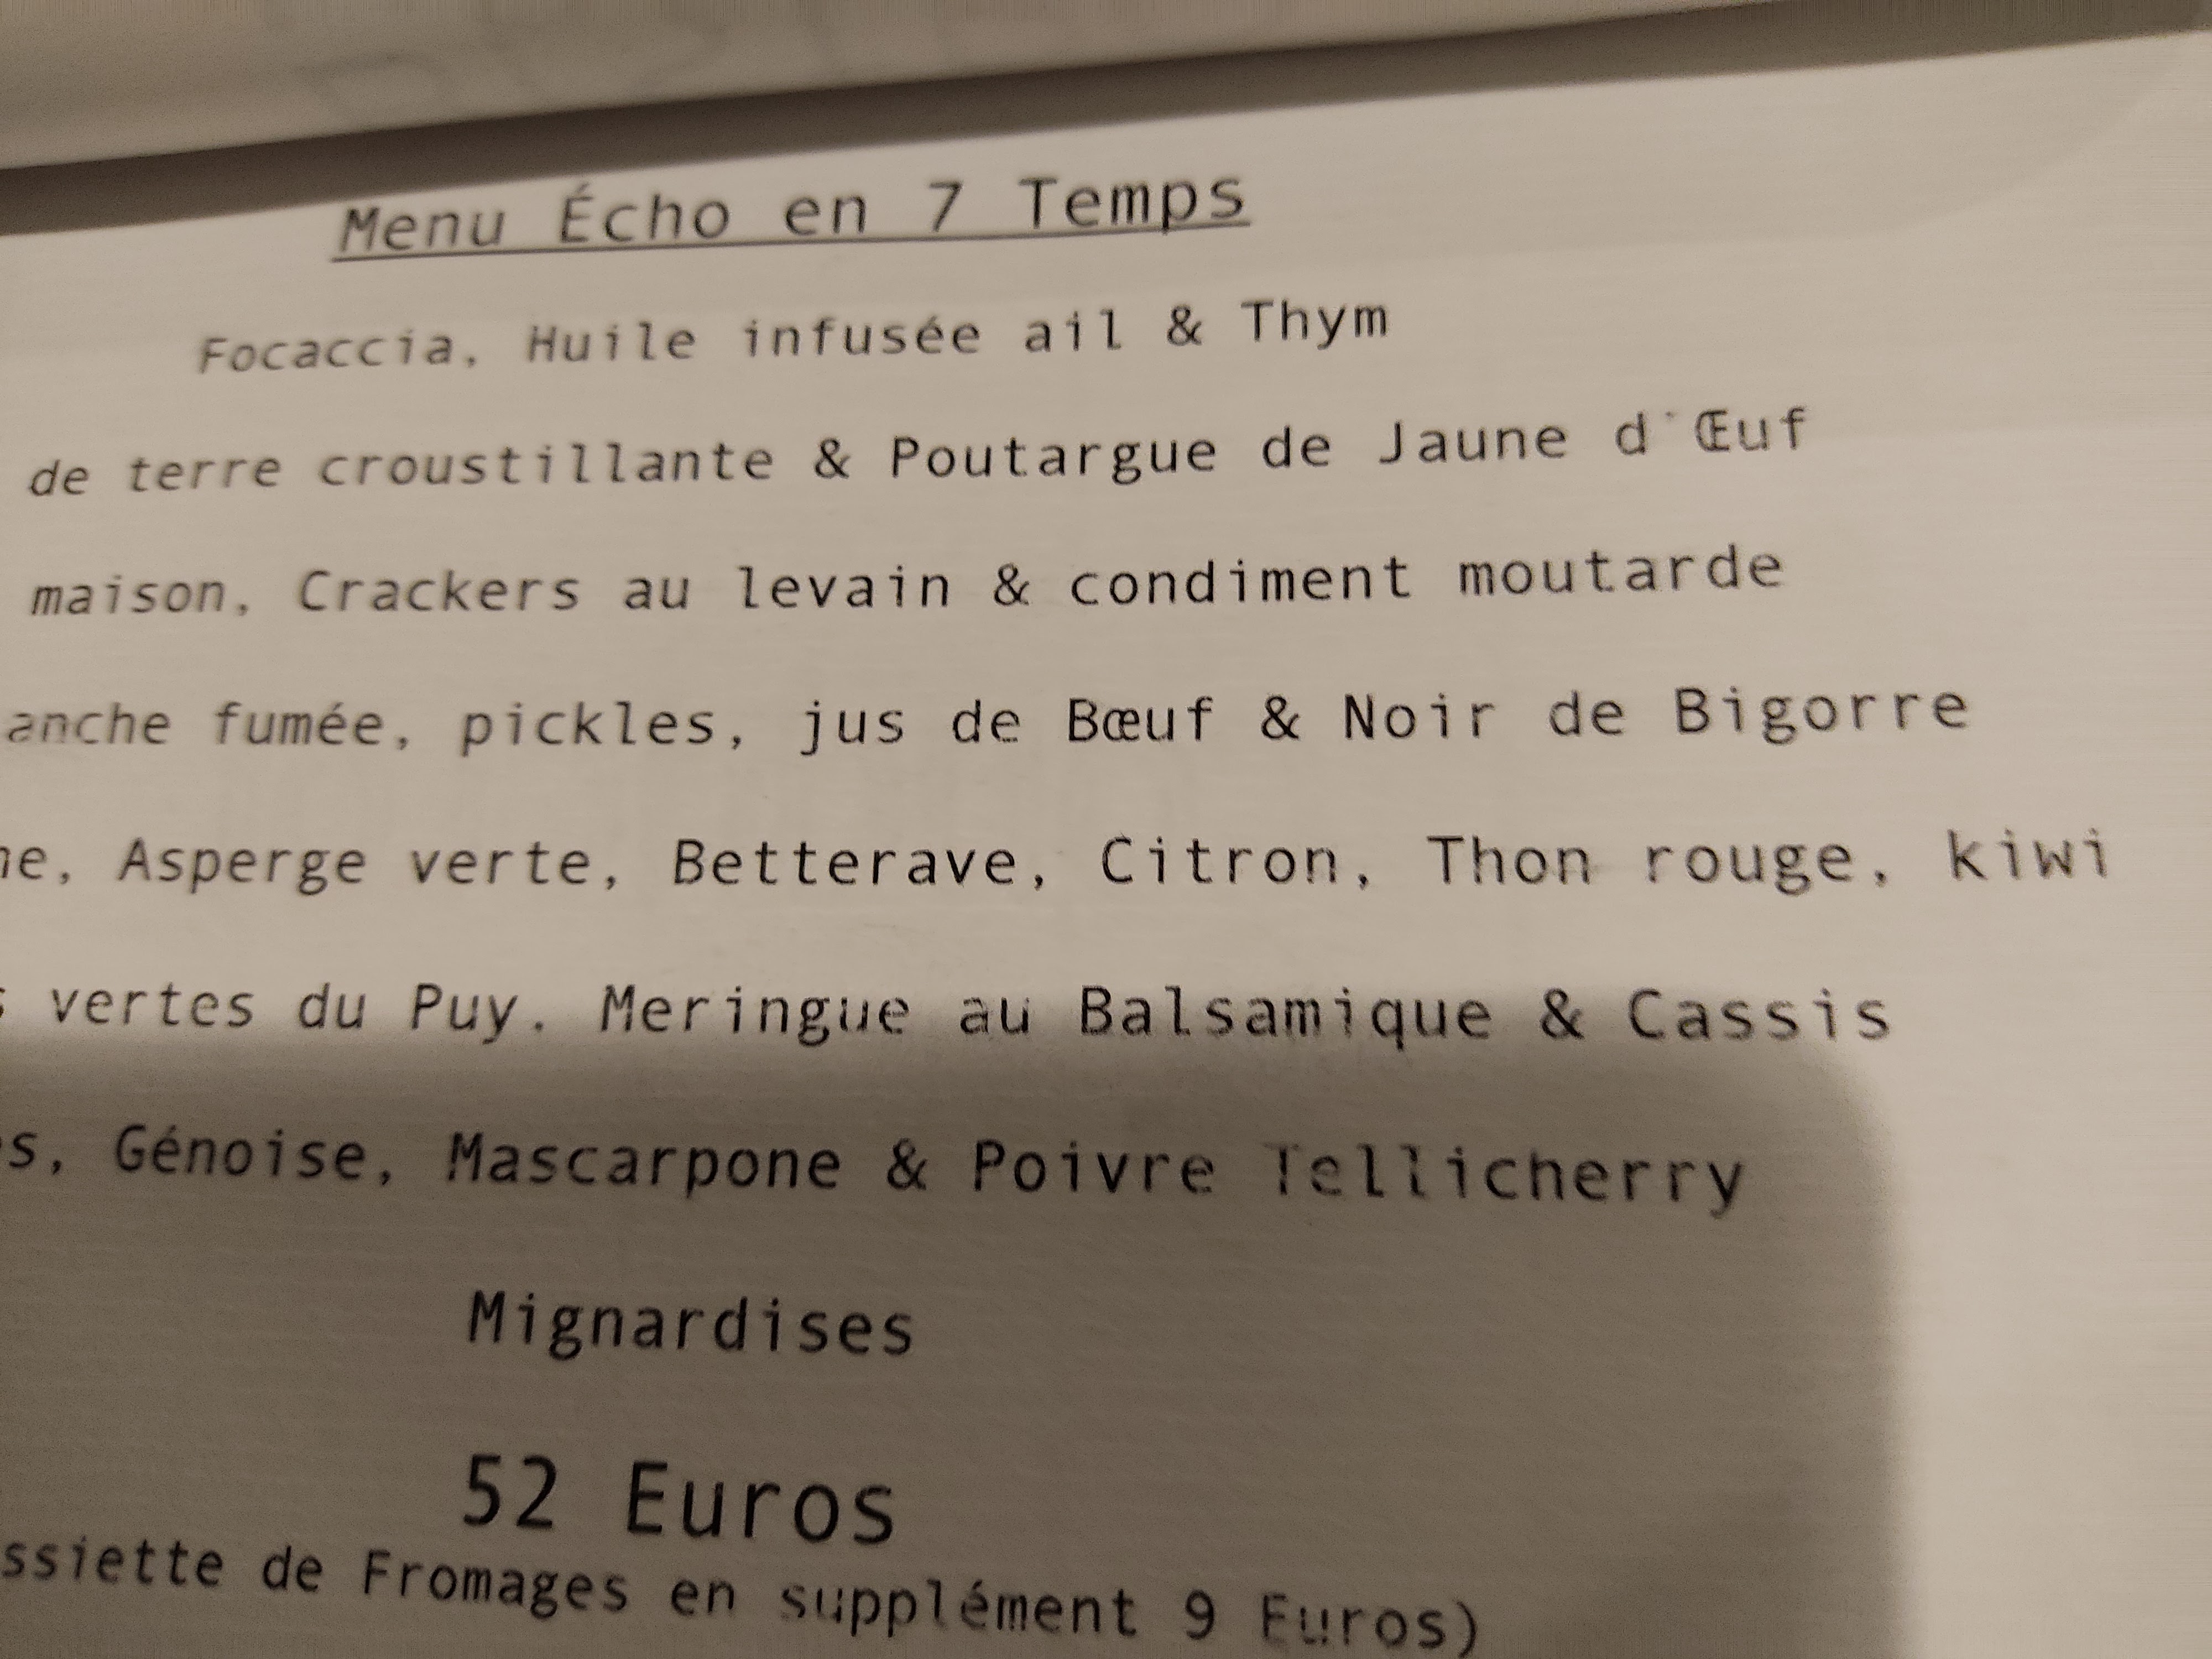 Menu Écho en 7 Temps
Focaccia, Huile infusée ail & Thym
de terre croustillante & Poutargue de Jaune d'Œuf
maison, Crackers au levain & condiment moutarde
fumée, pickles, jus de Bœuf & Noir de Bigorre
Asperge verte, Betterave, Citron, Thon rouge, kiwi
vertes du Puy. Meringue au Balsamique & Cassis
Génoise, Mascarpone & Poivre Tellicherry
Mignardises
52 Euros
de Fromages en supplément 9 Euros)